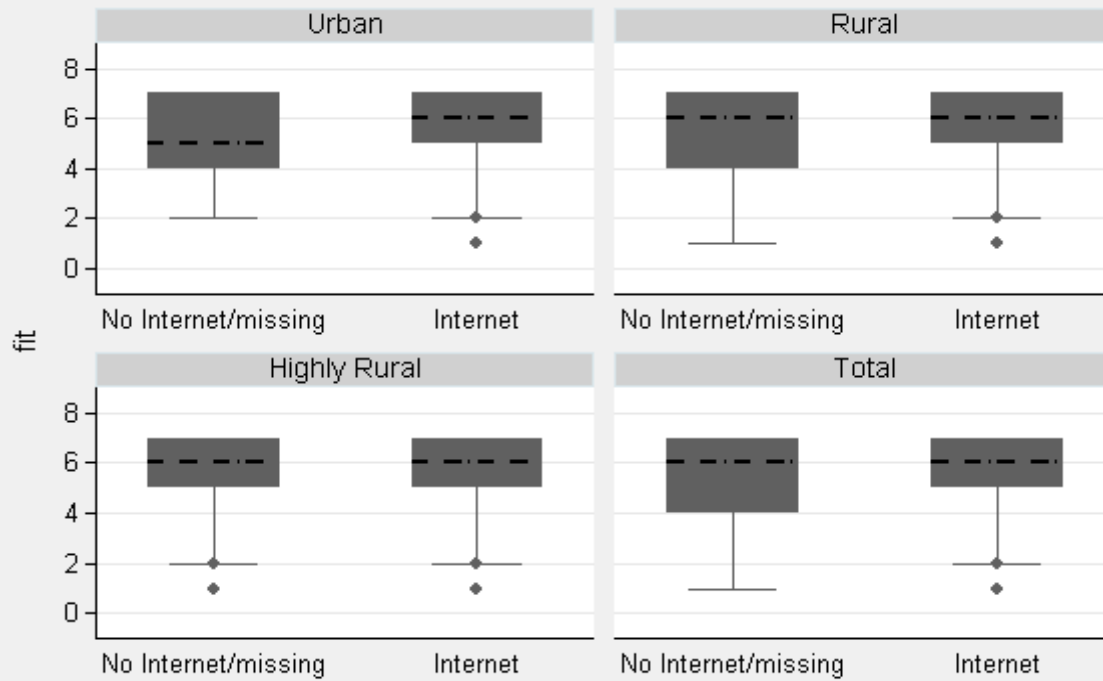 Urban
Rural
8
6
4
2
0
No Internet/missing
Internet
No Internet/missing
Internet
fit
Highly Rural
Total
8
6
4
2
0
No Internet/missing
Internet
No Internet/missing
Internet